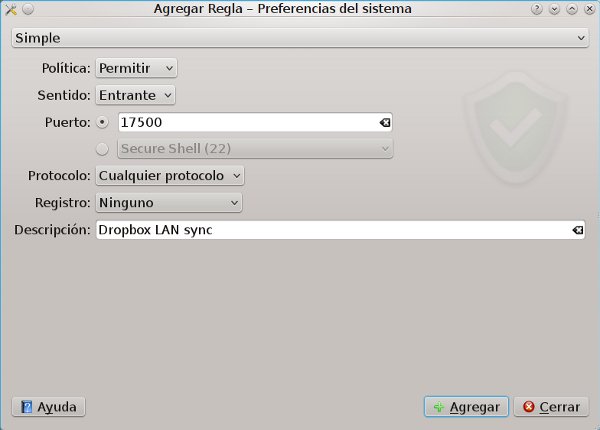 Agregar Regla – Preferencias del sistema
Simple
Política: Permitir
Sentido: Entrante
Puerto: 17500
Secure Shell (22)
Protocolo: Cualquier protocolo
Registro: Ninguno
Descripción: Dropbox LAN sync
Ayuda Agregar Cerrar